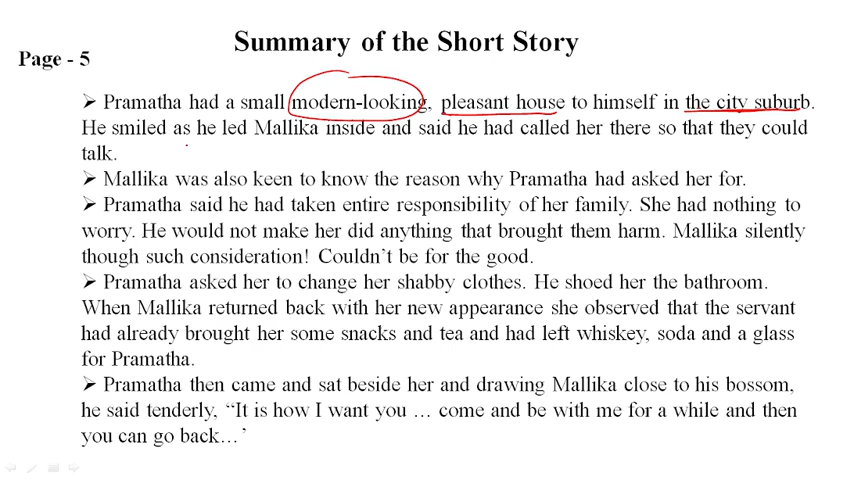 Summary of the Short Story
Page - 5
➢ Pramatha had a small modern-looking, pleasant house to himself in the city suburb.
He smiled as he led Mallika inside and said he had called her there so that they could
talk.
➢ Mallika was also keen to know the reason why Pramatha had asked her for.
➢ Pramatha said he had taken entire responsibility of her family. She had nothing to
worry. He would not make her did anything that brought them harm. Mallika silently
though such consideration! Couldn't be for the good.
➢ Pramatha asked her to change her shabby clothes. He shoed her the bathroom.
When Mallika returned back with her new appearance she observed that the servant
had already brought her some snacks and tea and had left whiskey, soda and a glass
for Pramatha.
➢ Pramatha then came and sat beside her and drawing Mallika close to his bossom,
he said tenderly, “It is how I want you … come and be with me for a while and then
you can go back…’